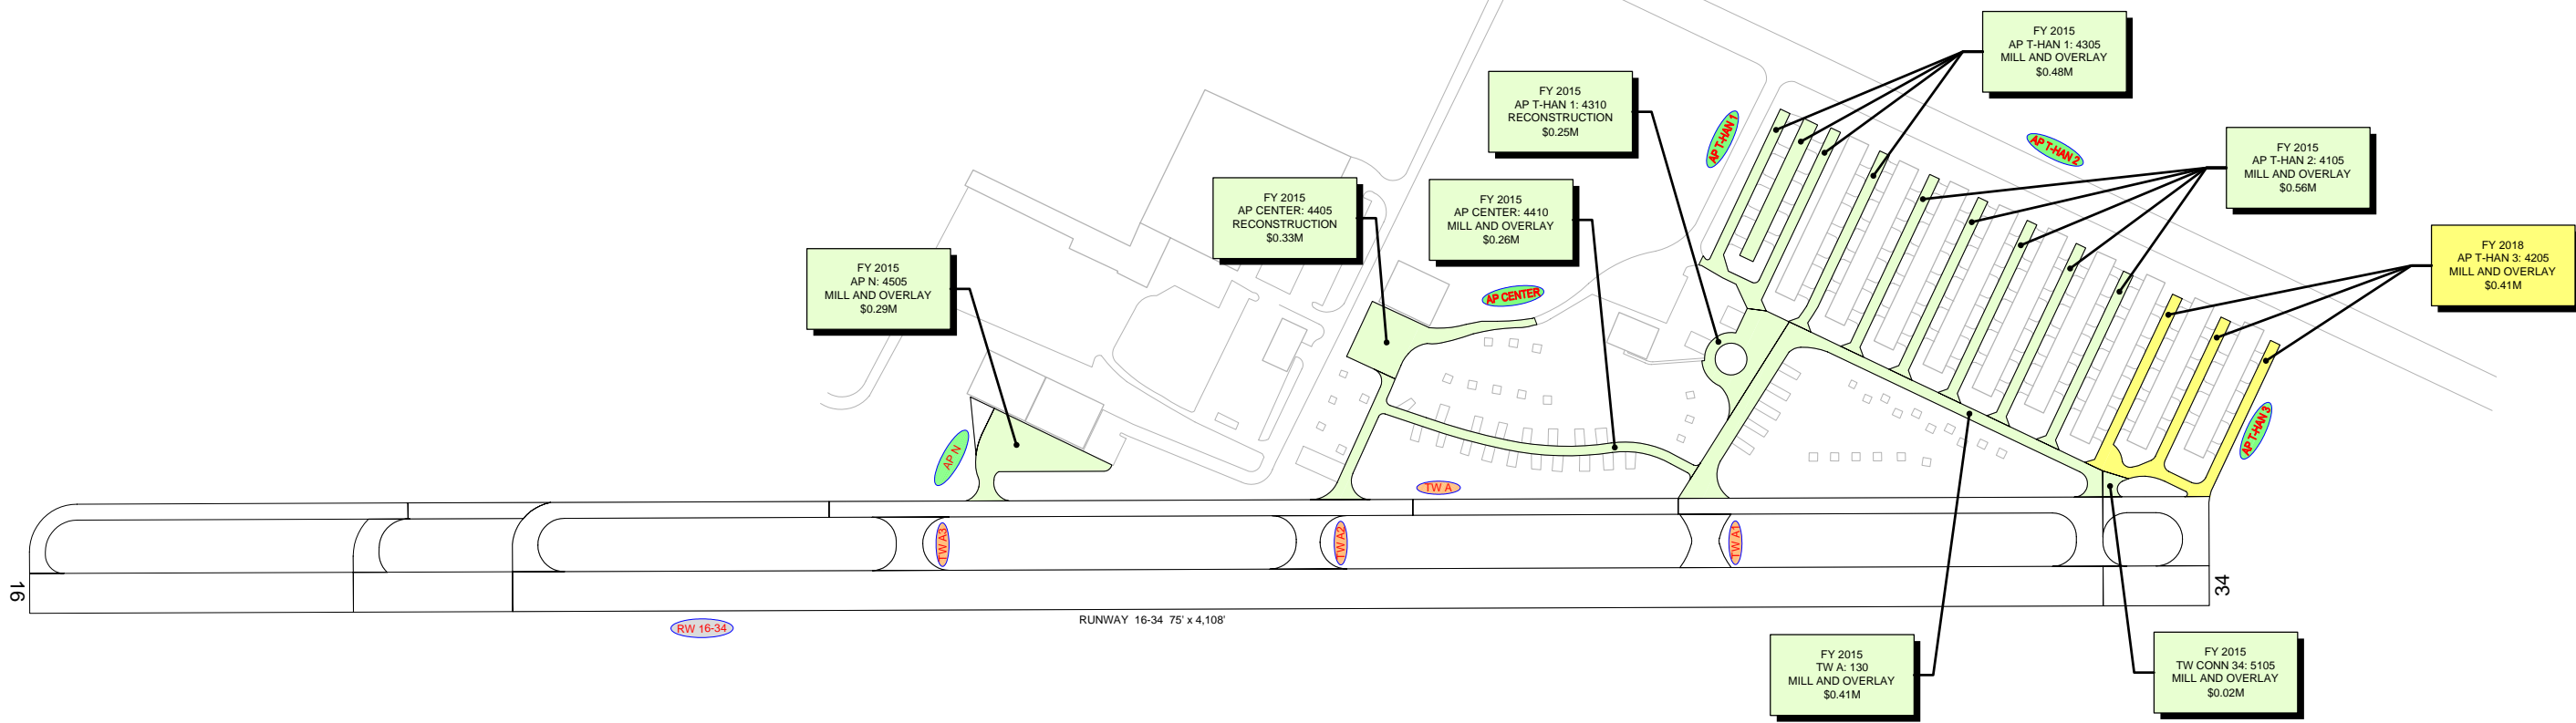 FY 2015
AP T-HAN 1: 4305
MILL AND OVERLAY
$0.48M
FY 2015
AP T-HAN 1: 4310
RECONSTRUCTION
$0.25M
AP T-HAN 1
AP T-HAN 2
FY 2015
AP T-HAN 2: 4105
MILL AND OVERLAY
$0.56M
FY 2015
AP CENTER: 4405
RECONSTRUCTION
$0.33M
FY 2015
AP CENTER: 4410
MILL AND OVERLAY
$0.26M
FY 2018
AP T-HAN 3: 4205
MILL AND OVERLAY
$0.41M
FY 2015
AP N: 4505
MILL AND OVERLAY
$0.29M
AP CENTER
AP T-HAN 3
AP N
TW A
TW A3
TW A2
TW A1
16
34
RW 16-34
RUNWAY 16-34 75' x 4,108'
FY 2015
TW A: 130
MILL AND OVERLAY
$0.41M
FY 2015
TW CONN 34: 5105
MILL AND OVERLAY
$0.02M